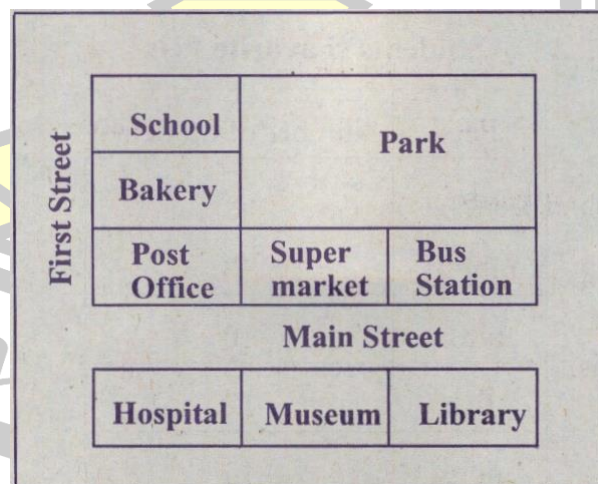 School
Park
Bakery
First Street
Post
Office
Super
market
Bus
Station
Main Street
Hospital
Museum
Library